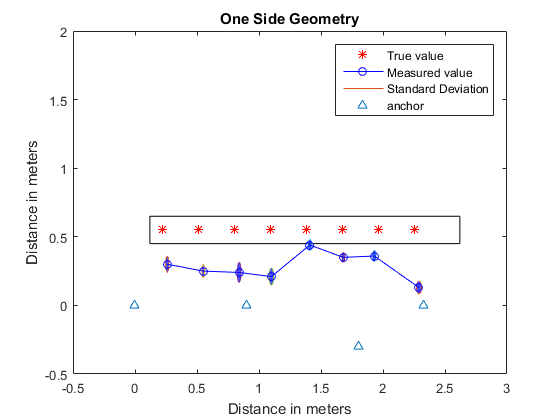 One Side Geometry
True value
Measured value
Standard Deviation
anchor
Distance in meters
2
1.5
1
0.5
0
-0.5
-0.5
0
0.5
1
1.5
2
2.5
3
Distance in meters